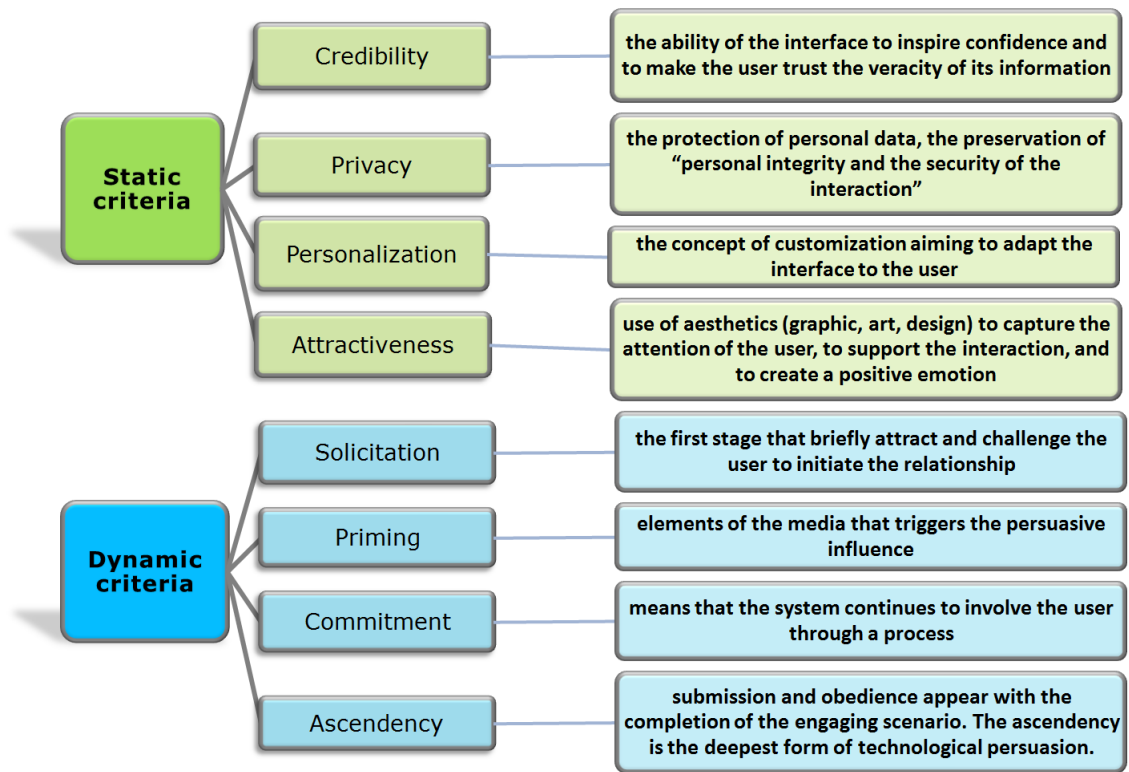 Static
criteria
Credibility
the ability of the interface to inspire confidence and
to make the user trust the veracity of its information
Privacy
the protection of personal data, the preservation of
“personal integrity and the security of the
interaction”
Personalization
the concept of customization aiming to adapt the
interface to the user
Attractiveness
use of aesthetics (graphic, art, design) to capture the
attention of the user, to support the interaction, and
to create a positive emotion
Dynamic
criteria
Solicitation
the first stage that briefly attract and challenge the
user to initiate the relationship
Priming
elements of the media that triggers the persuasive
influence
Commitment
means that the system continues to involve the user
through a process
Ascendency
submission and obedience appear with the
completion of the engaging scenario. The ascendency
is the deepest form of technological persuasion.